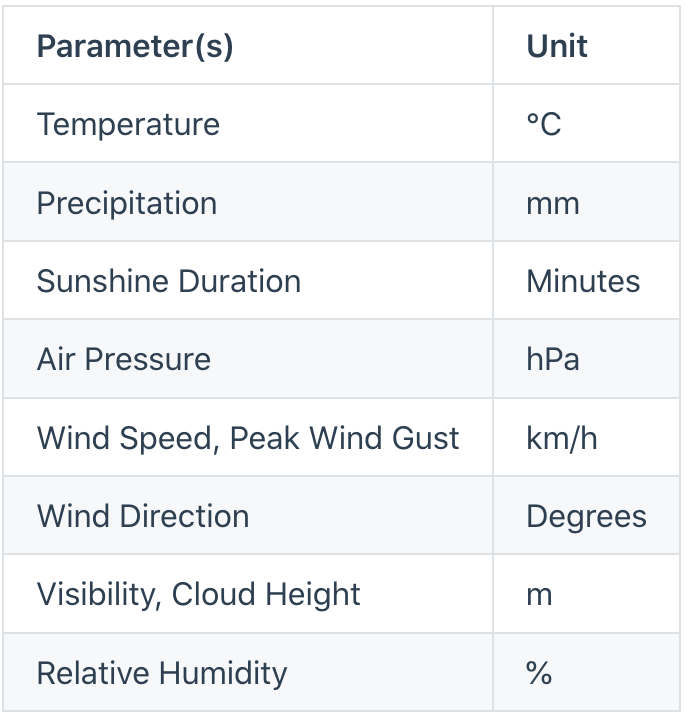 Parameter(s) Unit
Temperature °C
Precipitation mm
Sunshine Duration Minutes
Air Pressure hPa
Wind Speed, Peak Wind Gust km/h
Wind Direction Degrees
Visibility, Cloud Height m
Relative Humidity %